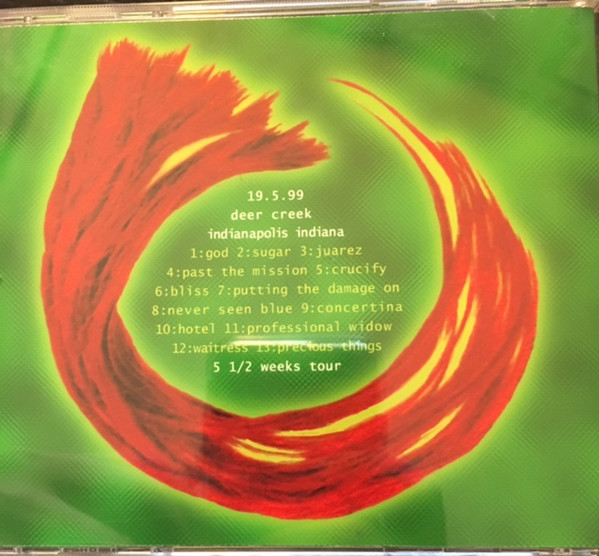 19.5.99
deer creek
indianapolis indiana
1:god 2:sugar 3:juarez
4:past the mission 5:crucify
6:bliss 7:putting the damage on
8:never seen blue 9:concertina
10:hotel 11:professional widow
12:waitress 13:precious things
5 1/2 weeks tour